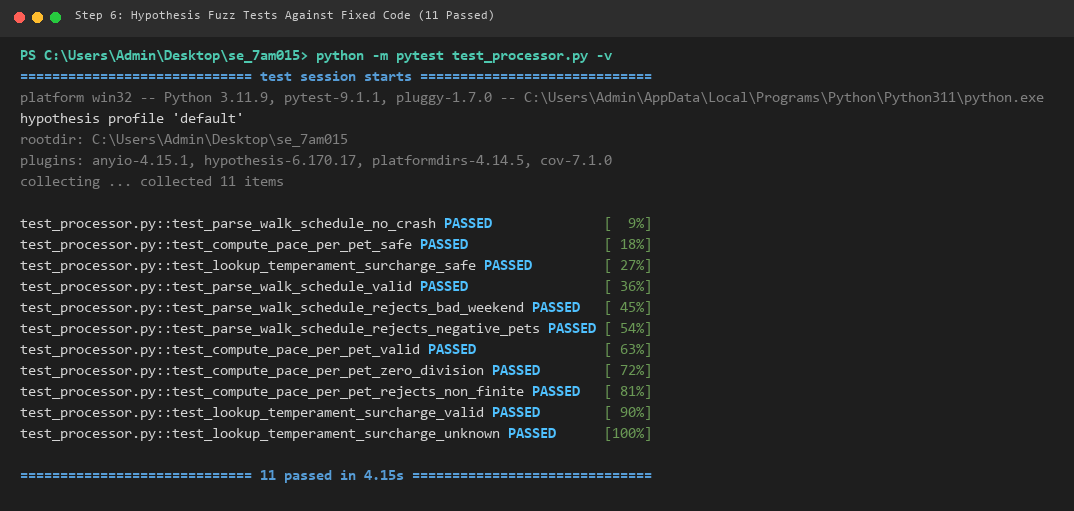 Step 6: Hypothesis Fuzz Tests Against Fixed Code (11 Passed)
PS C:\Users\Admin\Desktop\se_7am015> python -m pytest test_processor.py -v
============================= test session starts =============================
platform win32 -- Python 3.11.9, pytest-9.1.1, pluggy-1.7.0 -- C:\Users\Admin\AppData\Local\Programs\Python\Python311\python.exe
hypothesis profile 'default'
rootdir: C:\Users\Admin\Desktop\se_7am015
plugins: anyio-4.15.1, hypothesis-6.170.17, platformdirs-4.14.5, cov-7.1.0
collecting ... collected 11 items
test_processor.py::test_parse_walk_schedule_no_crash PASSED              [  9%]
test_processor.py::test_compute_pace_per_pet_safe PASSED                 [ 18%]
test_processor.py::test_lookup_temperament_surcharge_safe PASSED         [ 27%]
test_processor.py::test_parse_walk_schedule_valid PASSED                 [ 36%]
test_processor.py::test_parse_walk_schedule_rejects_bad_weekend PASSED   [ 45%]
test_processor.py::test_parse_walk_schedule_rejects_negative_pets PASSED [ 54%]
test_processor.py::test_compute_pace_per_pet_valid PASSED                [ 63%]
test_processor.py::test_compute_pace_per_pet_zero_division PASSED        [ 72%]
test_processor.py::test_compute_pace_per_pet_rejects_non_finite PASSED   [ 81%]
test_processor.py::test_lookup_temperament_surcharge_valid PASSED        [ 90%]
test_processor.py::test_lookup_temperament_surcharge_unknown PASSED      [100%]
============================= 11 passed in 4.15s ==============================